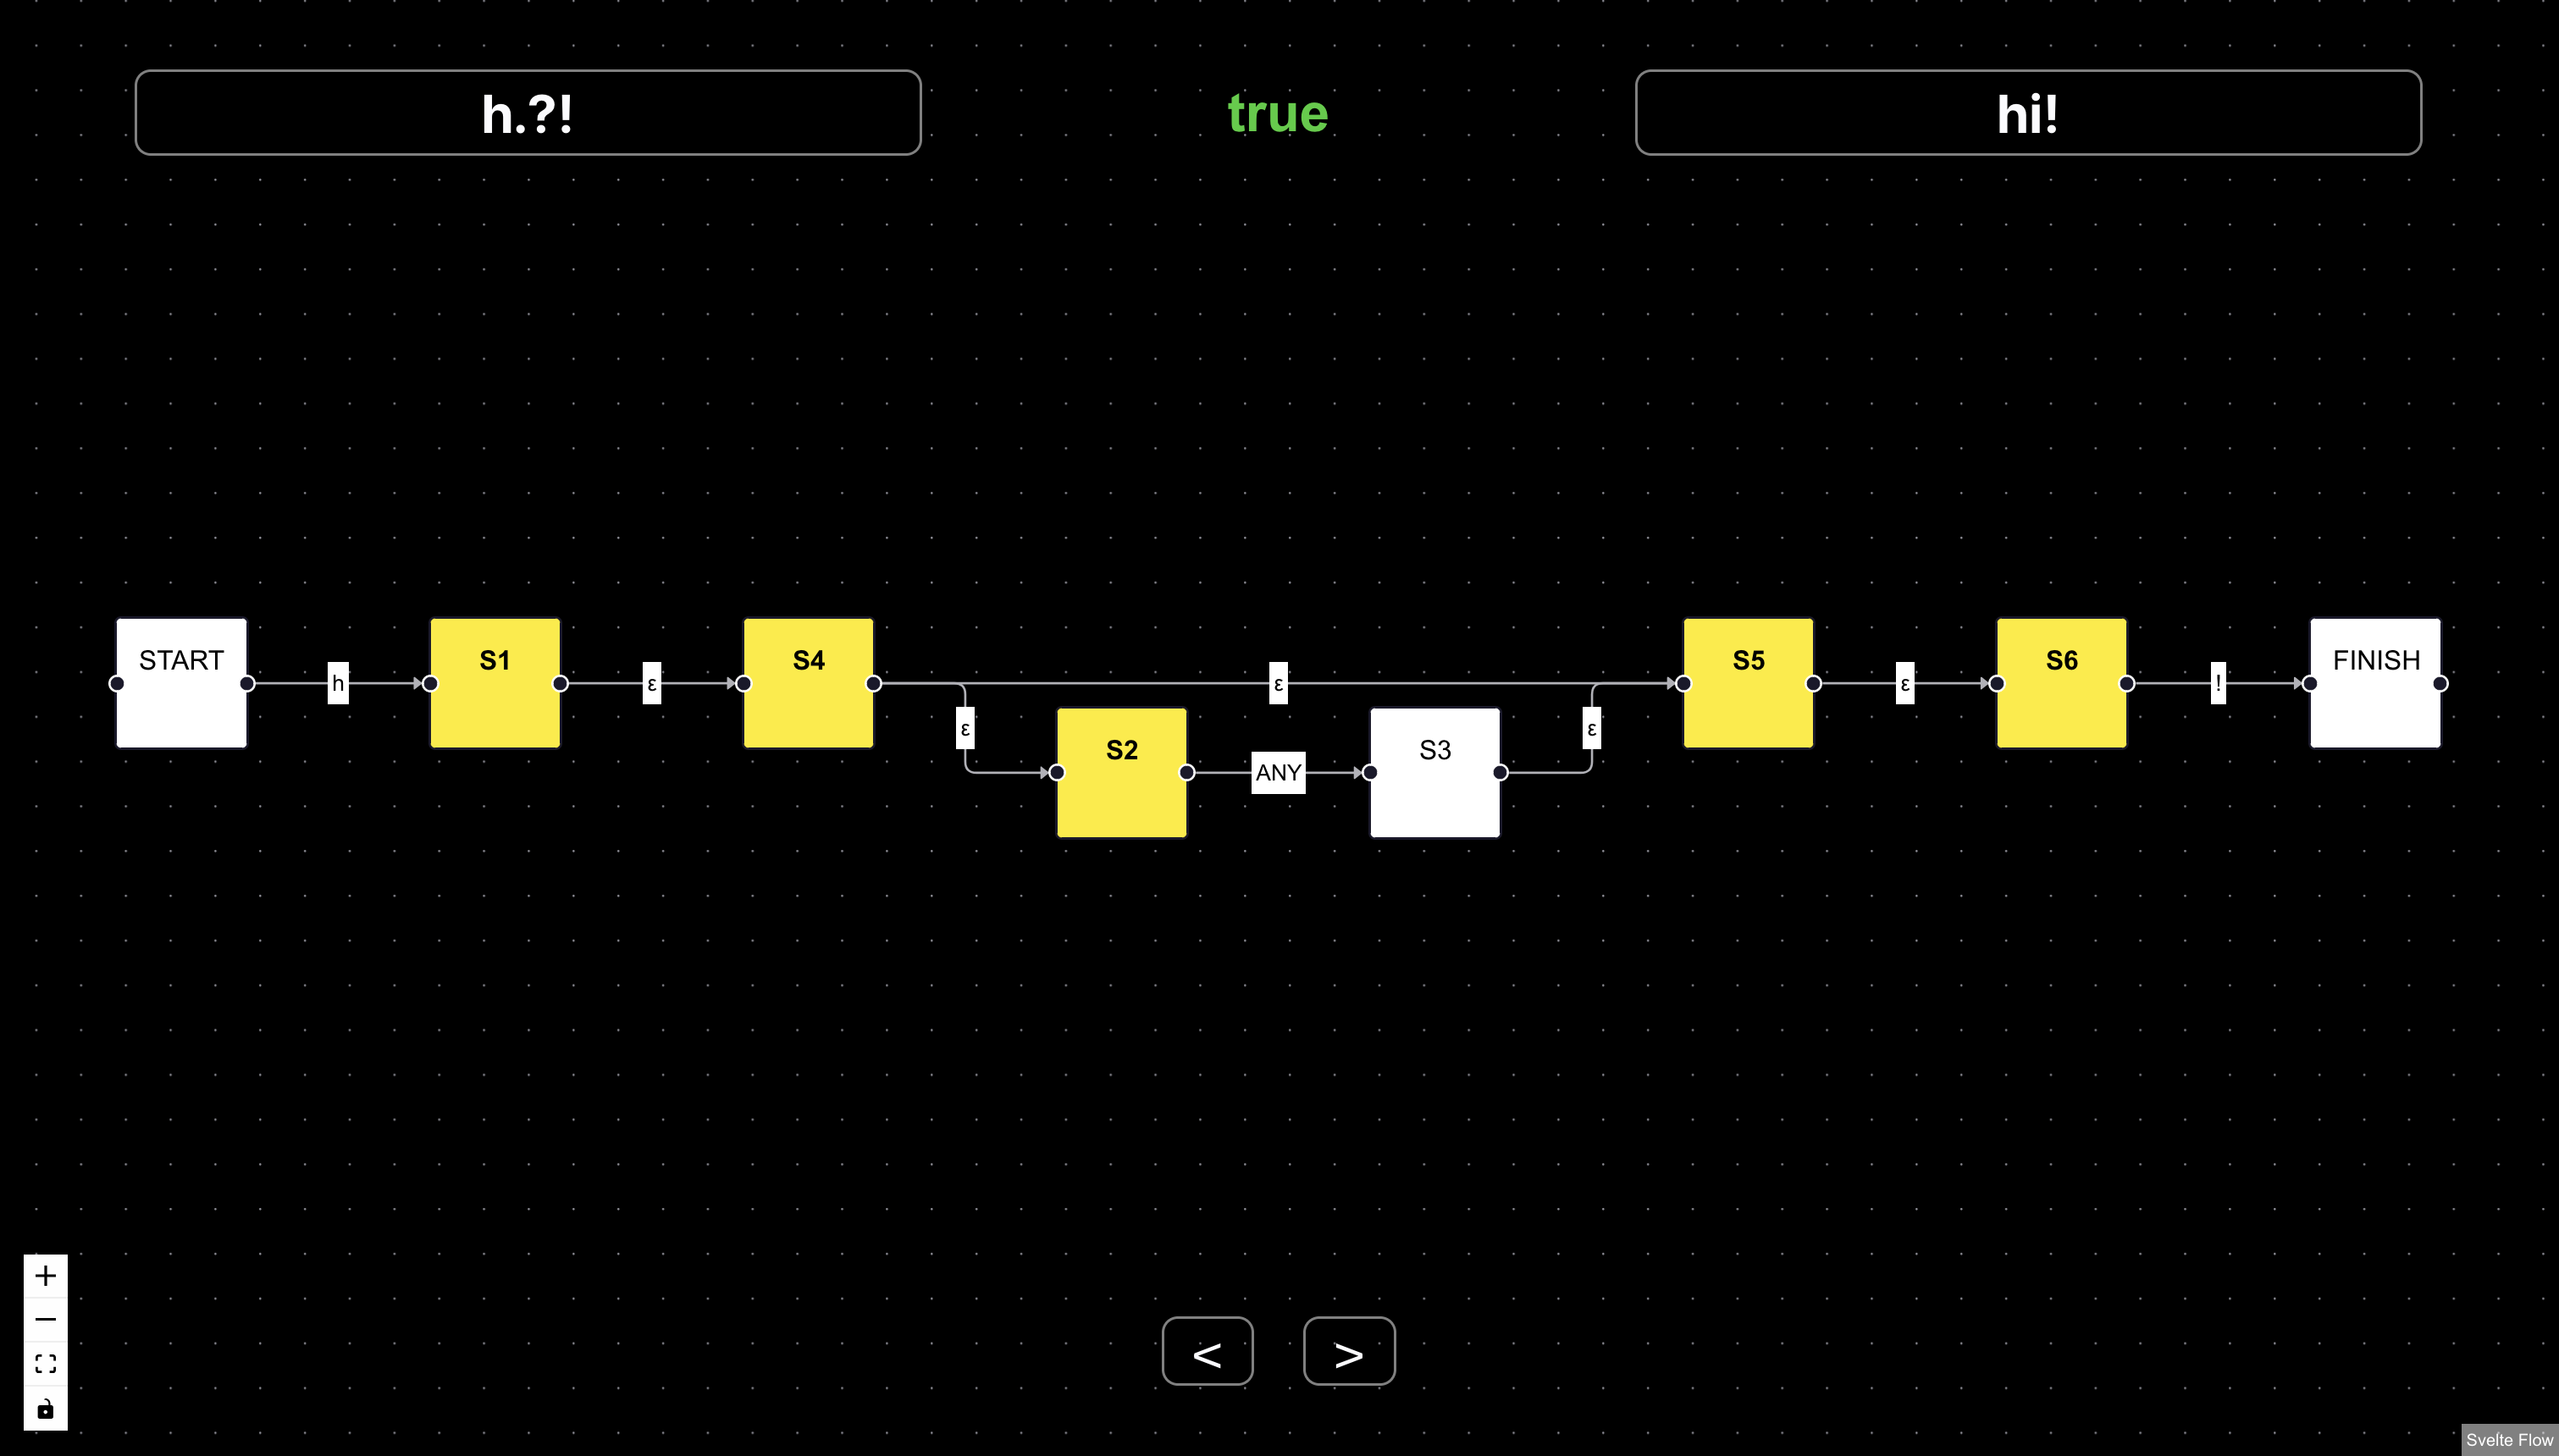 h.?!
true
hi!
START
h
S1
ε
S4
ε
S5
ε
S6
!
FINISH
ε
S2
ANY
S3
ε
<
>
Svelte Flow